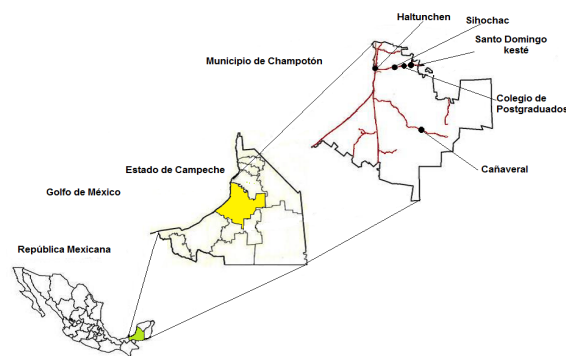 Haltunchen
Sihochac
Santo Domingo
kesté
Municipio de Champotón
Colegio de
Postgraduados
Cañaveral
Estado de Campeche
Golfo de México
República Mexicana